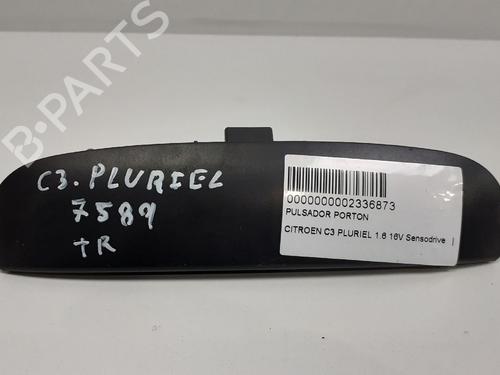 B-PARTS
C3. PLURIEL
7589
TR
0000000002336873
PULSADOR PORTON
CITROEN C3 PLURIEL 1.6 16V Sensodrive |